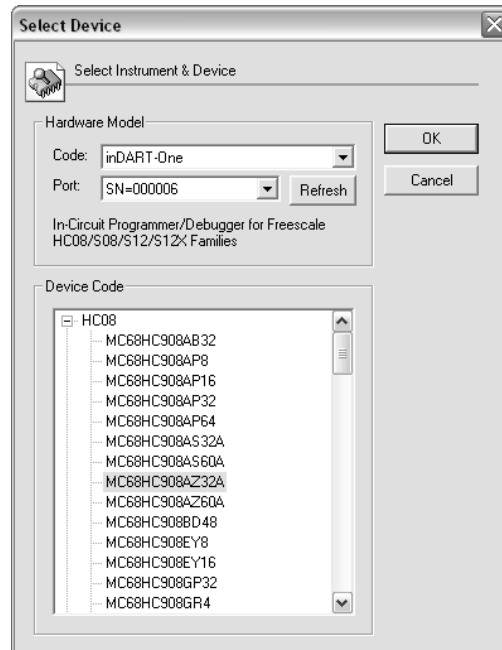 Select Device
Select Instrument & Device
Hardware Model
Code: inDART-One
Port: SN=000006 Refresh
In-Circuit Programmer/Debugger for Freescale
HC08/S08/S12/S12X Families
OK
Cancel
Device Code
HC08
MC68HC908AB32
MC68HC908AP8
MC68HC908AP16
MC68HC908AP32
MC68HC908AP64
MC68HC908AS32A
MC68HC908AS60A
MC68HC908AZ32A
MC68HC908AZ60A
MC68HC908BD48
MC68HC908EY8
MC68HC908EY16
MC68HC908GP32
MC68HC908GR4